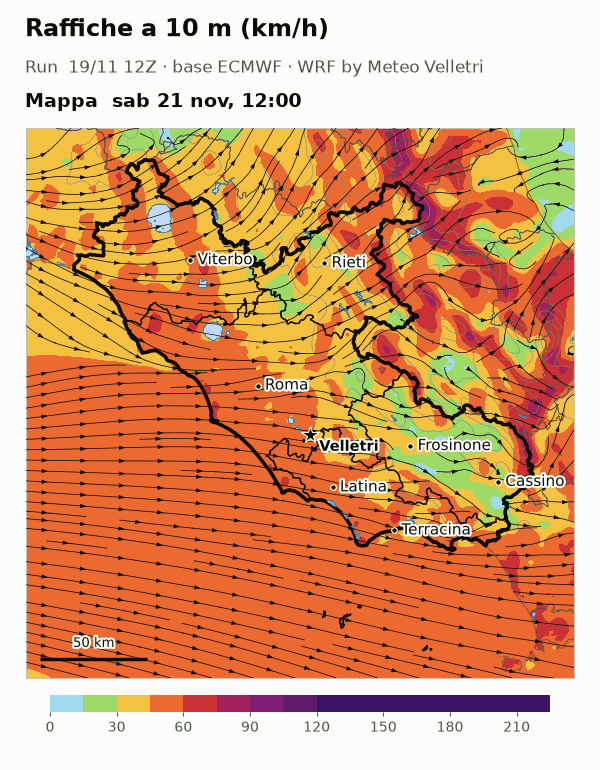 Raffiche a 10 m (km/h)
Run  19/11 12Z · base ECMWF · WRF by Meteo Velletri
Mappa  sab 21 nov, 12:00
Viterbo
Rieti
Roma
Velletri
Frosinone
Cassino
Latina
Terracina
50 km
0 30 60 90 120 150 180 210